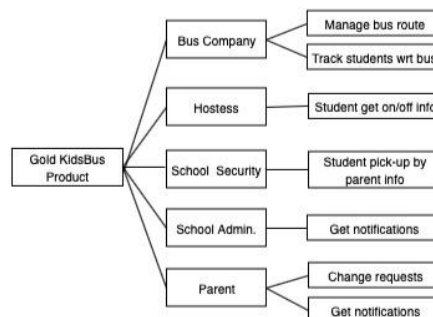 Manage bus route
Bus Company
Track students wrt bus
Hostess
Student get on/off info
Gold KidsBus
Product
School Security
Student pick-up by
parent info
School Admin.
Get notifications
Change requests
Parent
Get notifications